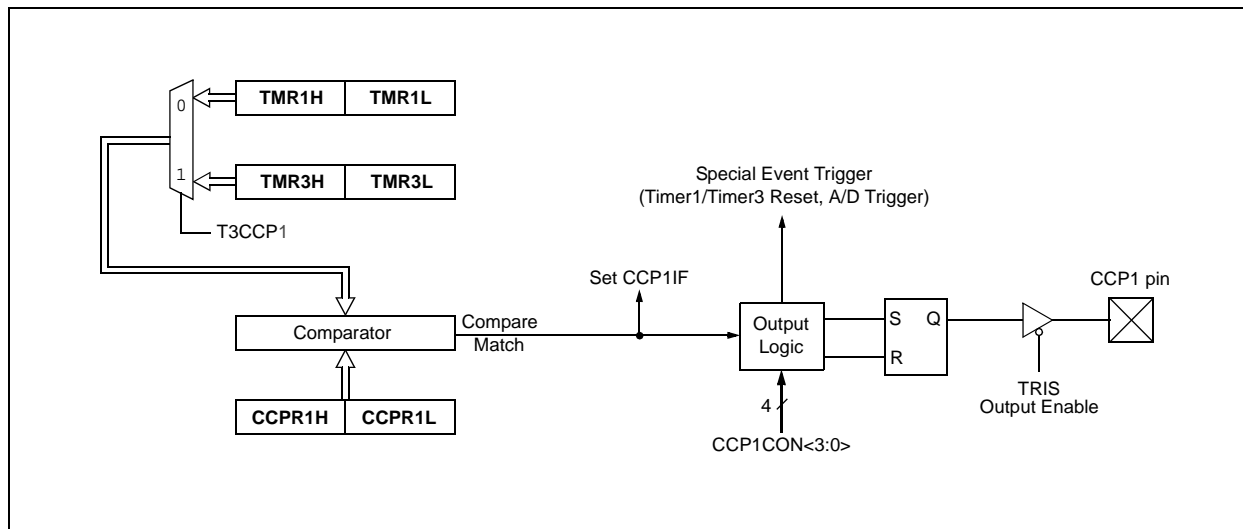 0
TMR1H TMR1L
1
TMR3H TMR3L
T3CCP1
Special Event Trigger
(Timer1/Timer3 Reset, A/D Trigger)
Set CCP1IF
CCP1 pin
Comparator
Compare
Match
Output
Logic
S Q
R
TRIS
Output Enable
CCPR1H CCPR1L
4
CCP1CON<3:0>